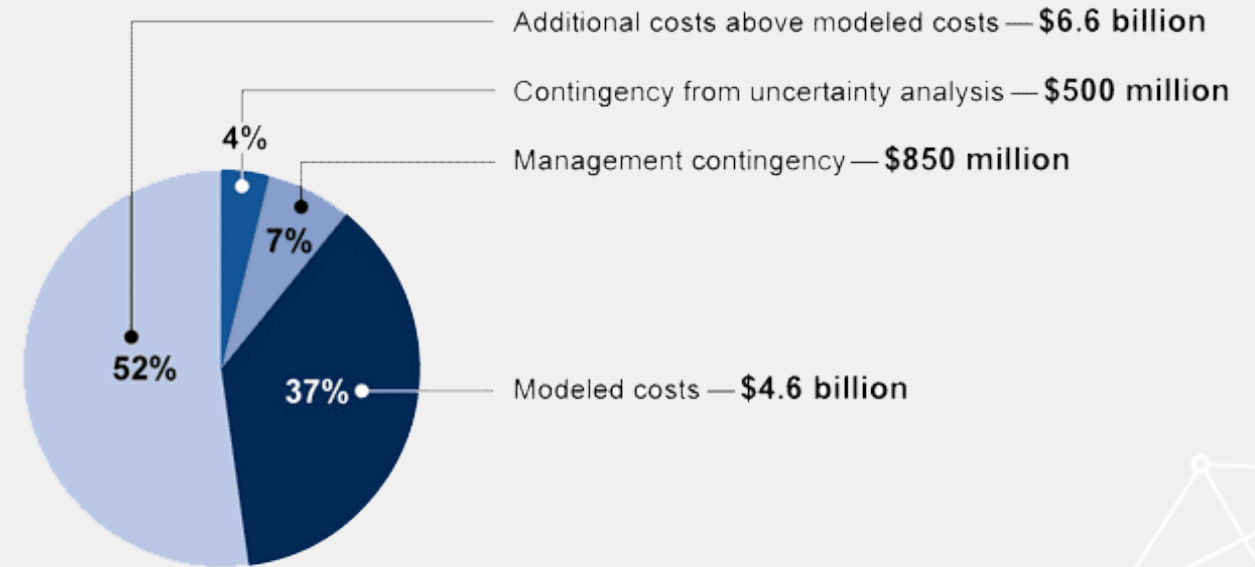 Additional costs above modeled costs — $6.6 billion
Contingency from uncertainty analysis — $500 million
4%
Management contingency — $850 million
7%
52%
37%
Modeled costs — $4.6 billion